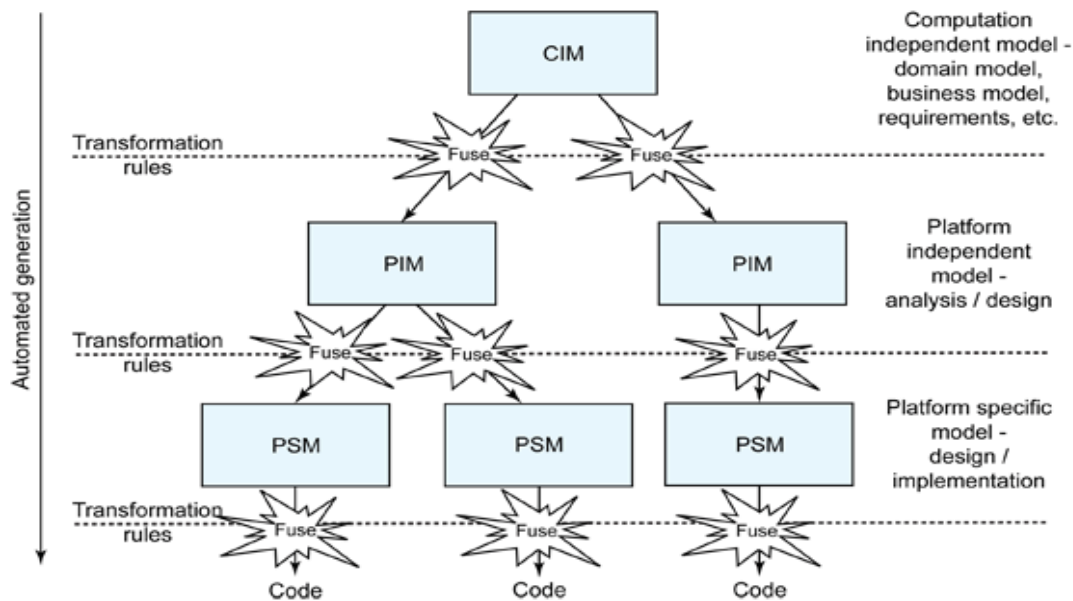 Computation
independent model -
domain model,
business model,
requirements, etc.
CIM
Transformation
rules
Fuse
Fuse
Automated generation
PIM
PIM
Platform
independent
model -
analysis / design
Transformation
rules
Fuse
Fuse
Fuse
PSM
PSM
PSM
Platform specific
model -
design /
implementation
Transformation
rules
Fuse
Fuse
Fuse
Code
Code
Code